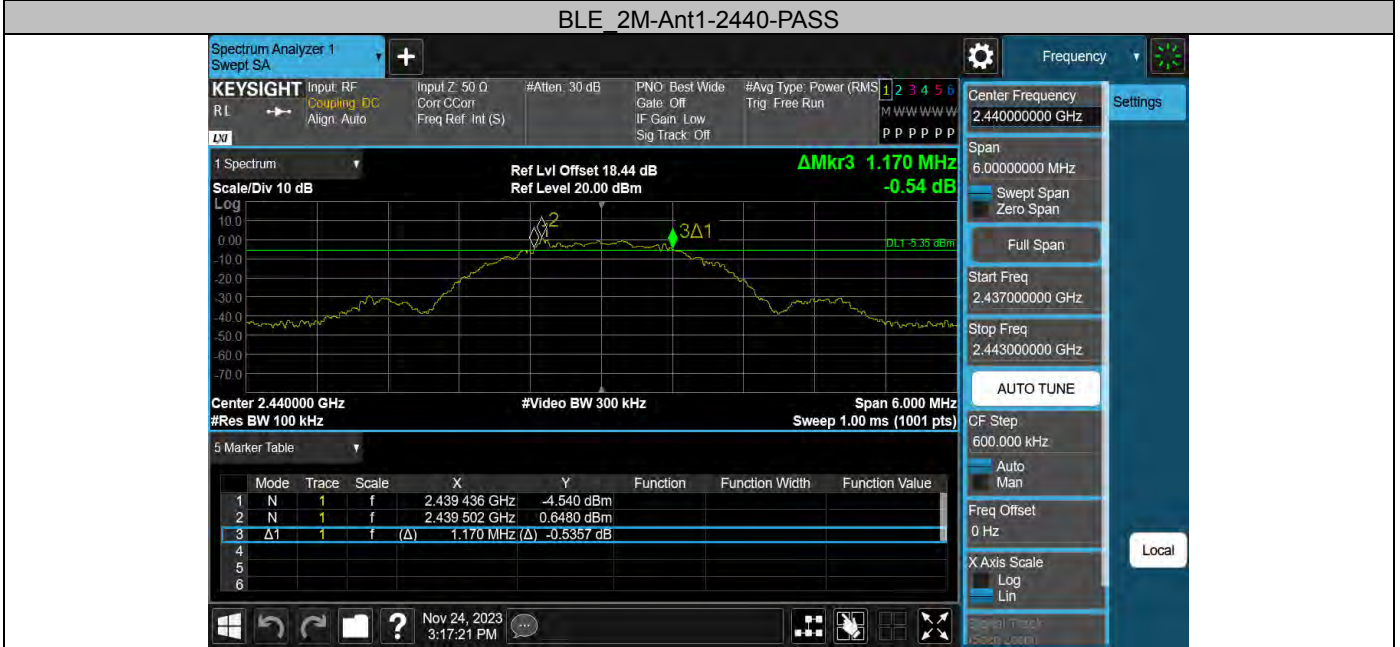 BLE_2M-Ant1-2440-PASS
Spectrum Analyzer 1
Swept SA
Frequency
KEYSIGHT
R L
LXI
Input: RF
Coupling: DC
Align: Auto
Input Z: 50 Ω
Corr CCorr
Freq Ref: Int (S)
#Atten: 30 dB
PNO: Best Wide
Gate: Off
IF Gain: Low
Sig Track: Off
#Avg Type: Power (RMS
Trig: Free Run
1 2 3 4 5 6
M W W W W W
P P P P P P
Center Frequency
2.440000000 GHz
Settings
Span
6.00000000 MHz
Swept Span
Zero Span
Full Span
Start Freq
2.437000000 GHz
Stop Freq
2.443000000 GHz
AUTO TUNE
CF Step
600.000 kHz
Auto
Man
Freq Offset
0 Hz
X Axis Scale
Log
Lin
Signal Track
(Span Zoom)
Local
1 Spectrum
Scale/Div 10 dB
Log
Ref Lvl Offset 18.44 dB
Ref Level 20.00 dBm
ΔMkr3 1.170 MHz
-0.54 dB
10.0
0.00
-10.0
-20.0
-30.0
-40.0
-50.0
-60.0
-70.0
2
3Δ1
DL1 -5.35 dBm
Center 2.440000 GHz
#Res BW 100 kHz
#Video BW 300 kHz
Span 6.000 MHz
Sweep 1.00 ms (1001 pts)
5 Marker Table
Mode Trace Scale X Y Function Function Width Function Value
1 N 1 f 2.439 436 GHz -4.540 dBm
2 N 1 f 2.439 502 GHz 0.6480 dBm
3 Δ1 1 f (Δ) 1.170 MHz (Δ) -0.5357 dB
4
5
6
Nov 24, 2023
3:17:21 PM